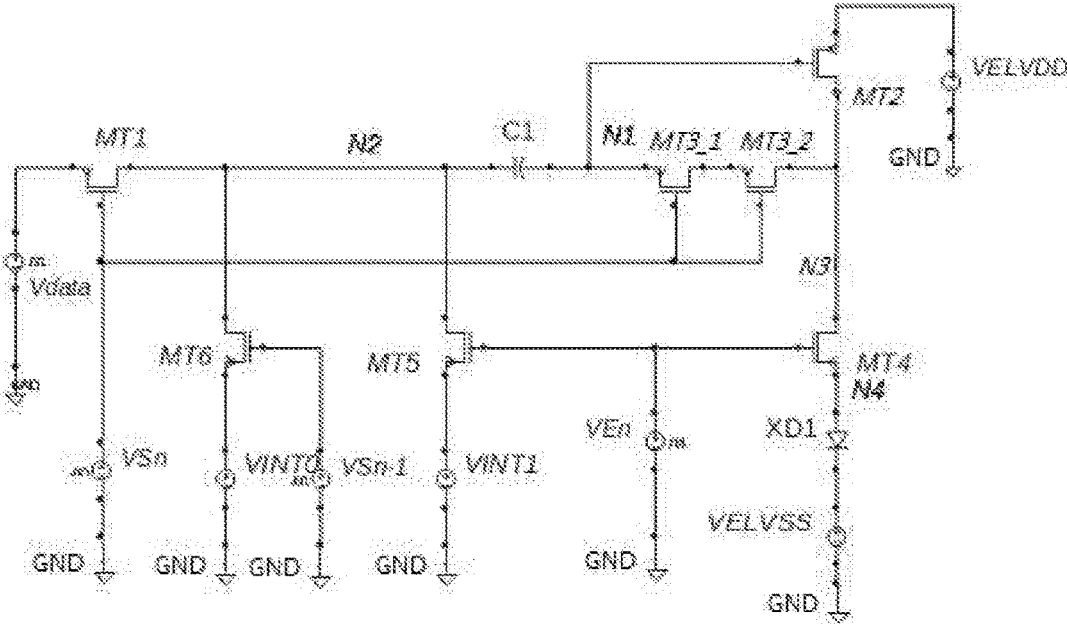 VELVDD
MT2
C1
MT1
N2
N1
MT3_1
MT3_2
GND
N3
Vdata
MT6
MT5
MT4
N4
VEn
XD1
VSn
VSn-1
VINT1
VELVSS
GND
GND
GND
GND
GND
GND